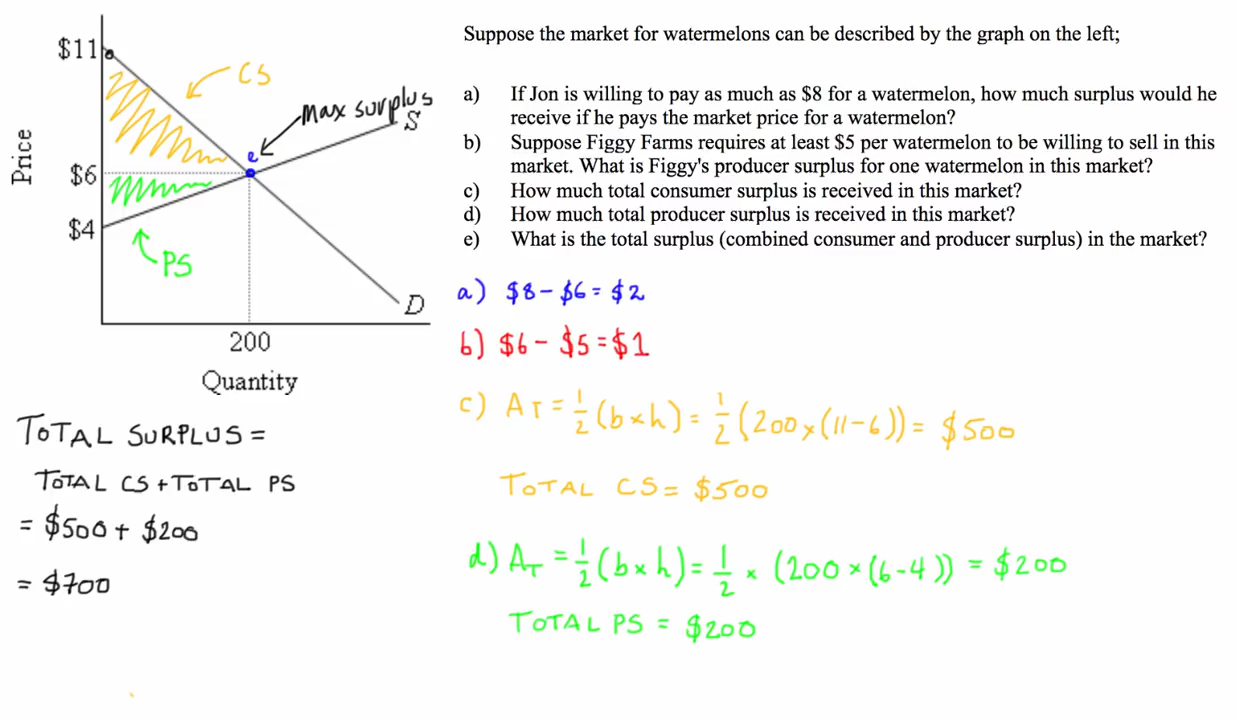 Suppose the market for watermelons can be described by the graph on the left;
a) If Jon is willing to pay as much as $8 for a watermelon, how much surplus would he
receive if he pays the market price for a watermelon?
b) Suppose Figgy Farms requires at least $5 per watermelon to be willing to sell in this
market. What is Figgy's producer surplus for one watermelon in this market?
c) How much total consumer surplus is received in this market?
d) How much total producer surplus is received in this market?
e) What is the total surplus (combined consumer and producer surplus) in the market?
$11
CS
Max surplus
S
e
Price
$6
$4
PS
D
200
Quantity
a) $8 - $6 = $2
b) $6 - $5 = $1
c) AT = 1/2 (b×h) = 1/2 (200×(11-6)) = $500
TOTAL CS = $500
d) AT = 1/2 (b×h) = 1/2 × (200×(6-4)) = $200
TOTAL PS = $200
TOTAL SURPLUS =
TOTAL CS + TOTAL PS
= $500 + $200
= $700